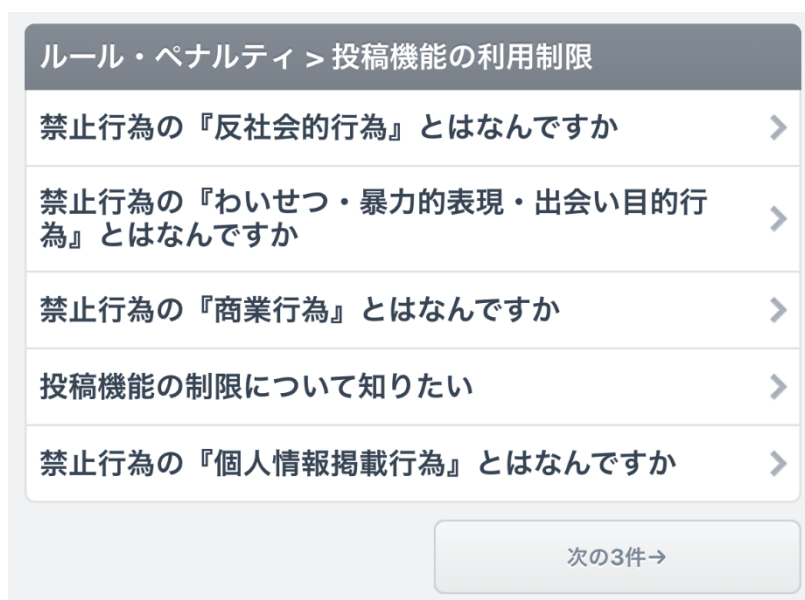 ルール・ペナルティ > 投稿機能の利用制限
禁止行為の『反社会的行為』とはなんですか
禁止行為の『わいせつ・暴力的表現・出会い目的行
為』とはなんですか
禁止行為の『商業行為』とはなんですか
投稿機能の制限について知りたい
禁止行為の『個人情報掲載行為』とはなんですか
次の3件→